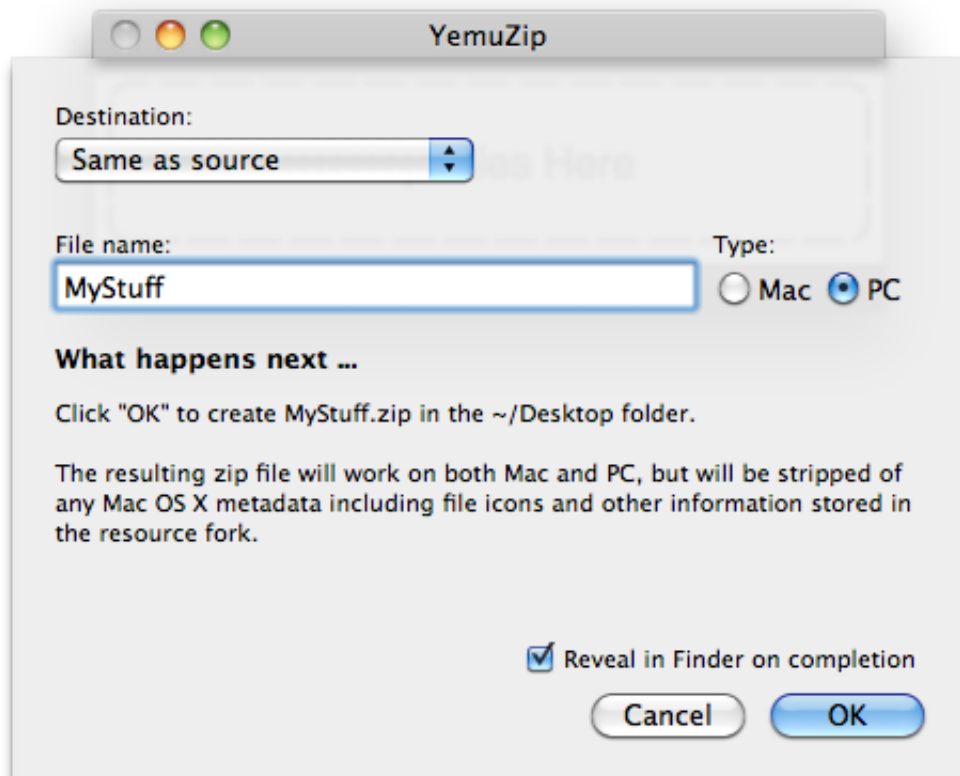 YemuZip
Destination:
Same as source
les Here
File name:
Type:
MyStuff
Mac
PC
What happens next ...
Click "OK" to create MyStuff.zip in the ~/Desktop folder.
The resulting zip file will work on both Mac and PC, but will be stripped of
any Mac OS X metadata including file icons and other information stored in
the resource fork.
Reveal in Finder on completion
Cancel
OK